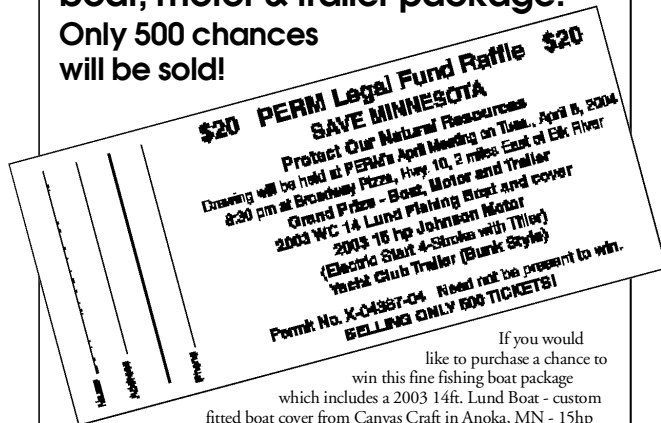 boat, motor & trailer package!
Only 500 chances
will be sold!
$20 PERM Legal Fund Raffle $20
SAVE MINNESOTA
Protect Our Natural Resources
Drawing will be held at PERM's April Meeting on Tues., April 6, 2004
8:30 pm at Broadway Pizza, Hwy. 10, 2 miles East of Elk River
Grand Prize - Boat, Motor and Trailer
2003 WC 14 Lund Fishing Boat and cover
2003 15 hp Johnson Motor
(Electric Start 4-Stroke with Tiller)
Yacht Club Trailer (Bunk Style)
Permit No. Need not be present to win.
SELLING ONLY 500 TICKETS!
If you would
like to purchase a chance to
win this fine fishing boat package
which includes a 2003 14ft. Lund Boat - custom
fitted boat cover from Canvas Craft in Anoka, MN - 15hp